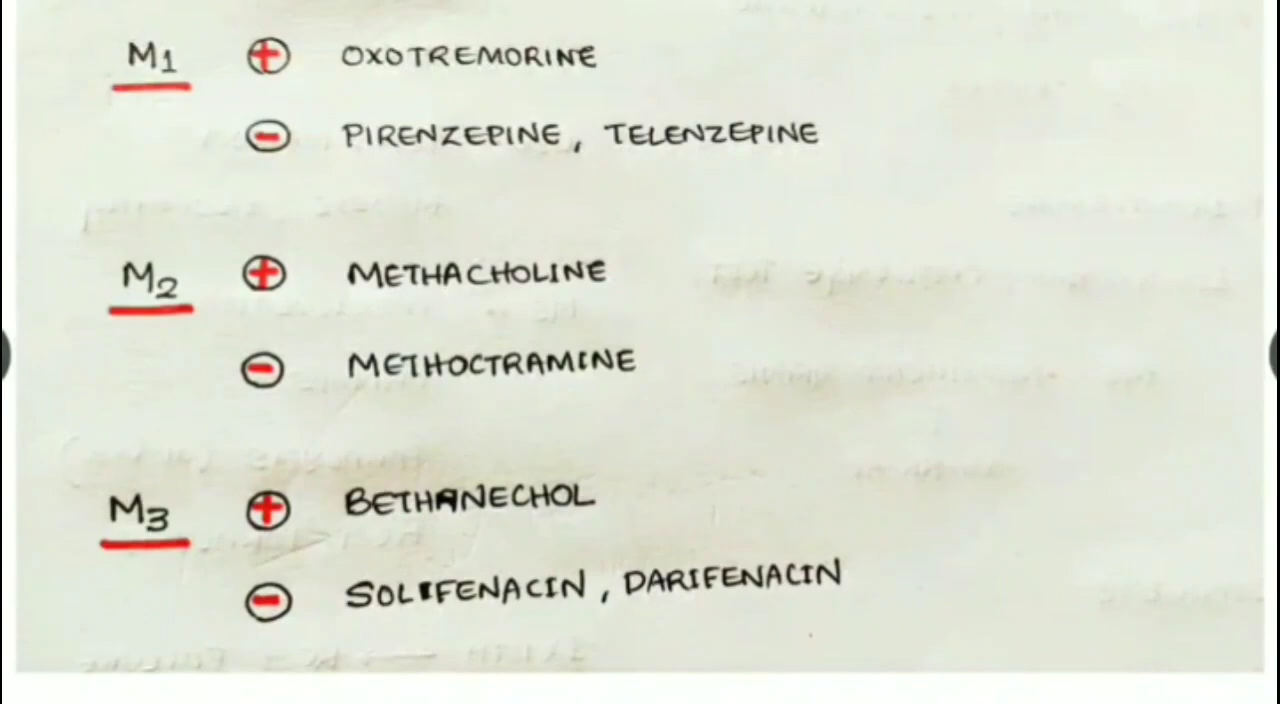 M1 ⊕ OXOTREMORINE
⊖ PIRENZEPINE, TELENZEPINE
M2 ⊕ METHACHOLINE
⊖ METHOCTRAMINE
M3 ⊕ BETHANECHOL
⊖ SOLIFENACIN, DARIFENACIN